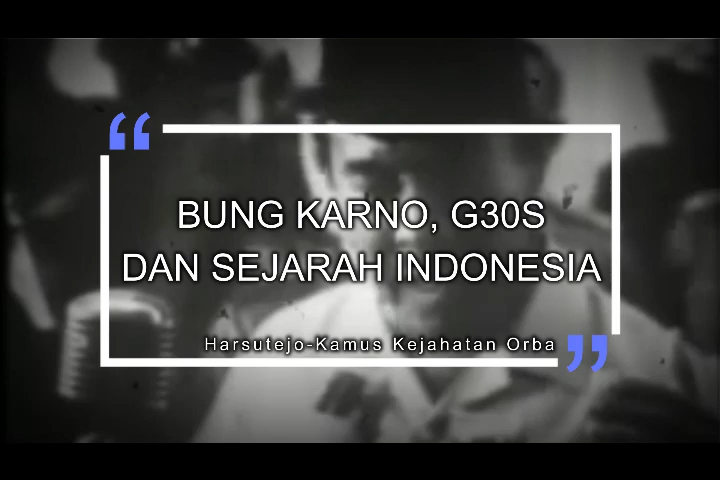 BUNG KARNO, G30S
DAN SEJARAH INDONESIA
Harsutejo-Kamus Kejahatan Orba